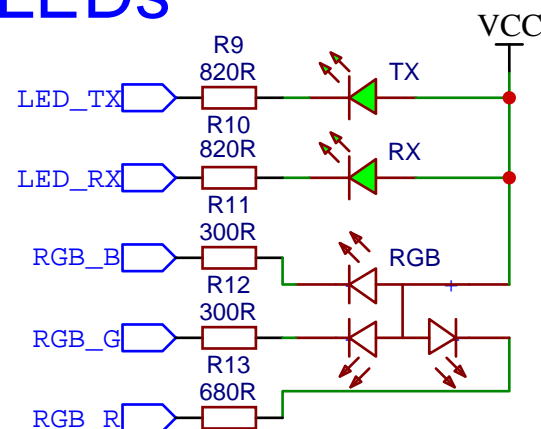 LEDs
VCC
R9
820R
TX
LED_TX
R10
820R
RX
LED_RX
R11
300R
RGB
RGB_B
R12
300R
RGB_G
R13
680R
RGB_R